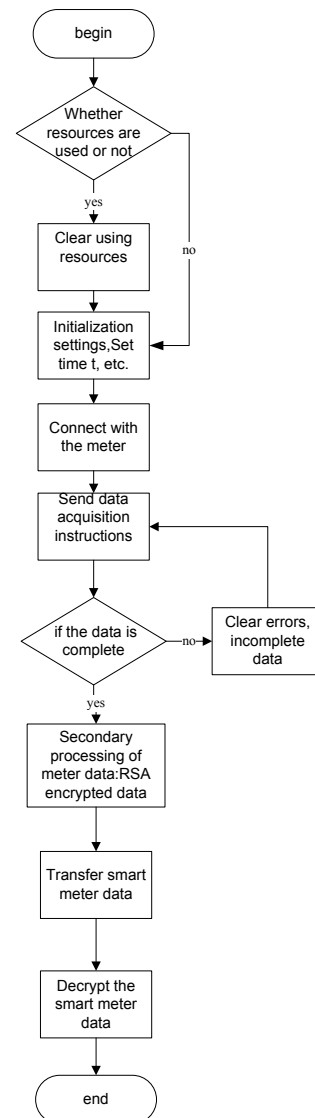 begin
Whether
resources are
used or not
yes
no
Clear using
resources
Initialization
settings,Set
time t, etc.
Connect with
the meter
Send data
acquisition
instructions
if the data is
complete
no
Clear errors,
incomplete
data
yes
Secondary
processing of
meter data:RSA
encrypted data
Transfer smart
meter data
Decrypt the
smart meter
data
end